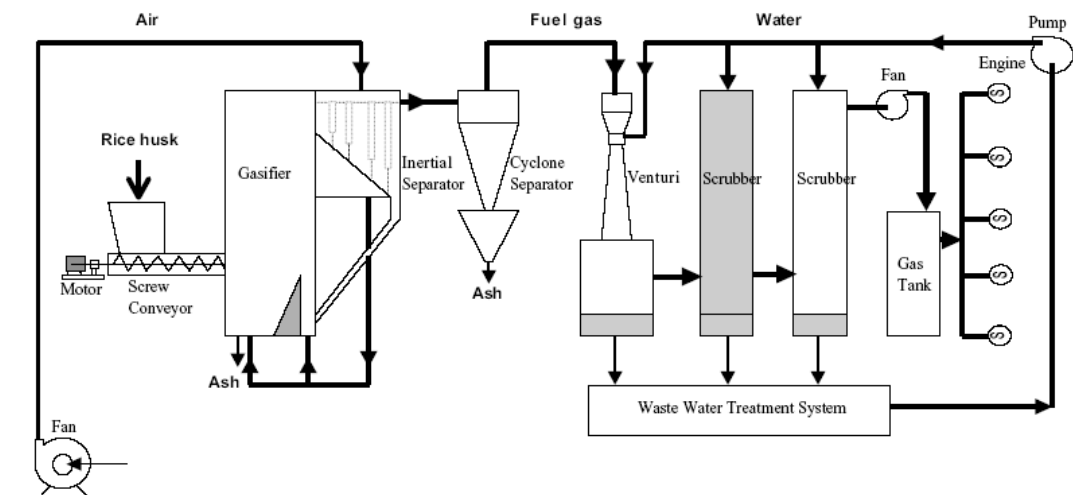 Air
Fuel gas
Water
Pump
Engine
Fan
Rice husk
Gasifier
Inertial
Separator
Cyclone
Separator
Venturi
Scrubber
Scrubber
Gas
Tank
Motor
Screw
Conveyor
Ash
Ash
Waste Water Treatment System
Fan
S
S
S
S
S